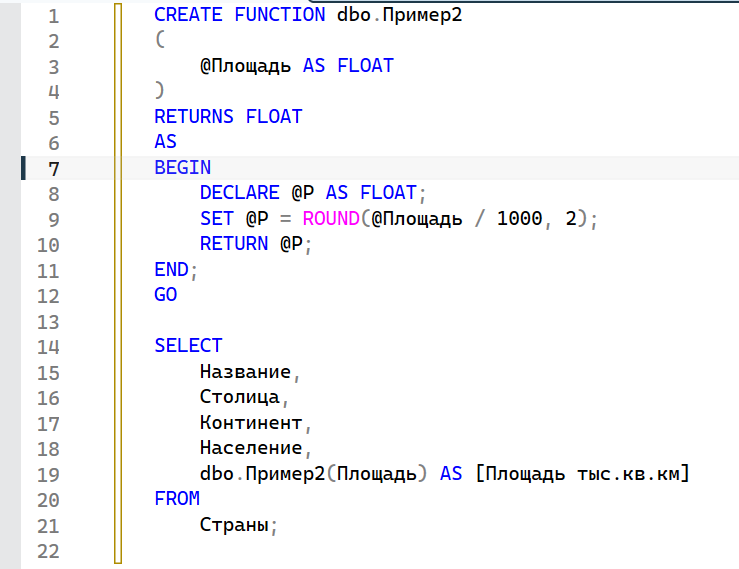 1 CREATE FUNCTION dbo.Пример2
2 (
3 @Площадь AS FLOAT
4 )
5 RETURNS FLOAT
6 AS
7 BEGIN
8 DECLARE @P AS FLOAT;
9 SET @P = ROUND(@Площадь / 1000, 2);
10 RETURN @P;
11 END;
12 GO
13
14 SELECT
15 Название,
16 Столица,
17 Континент,
18 Население,
19 dbo.Пример2(Площадь) AS [Площадь тыс.кв.км]
20 FROM
21 Страны;
22